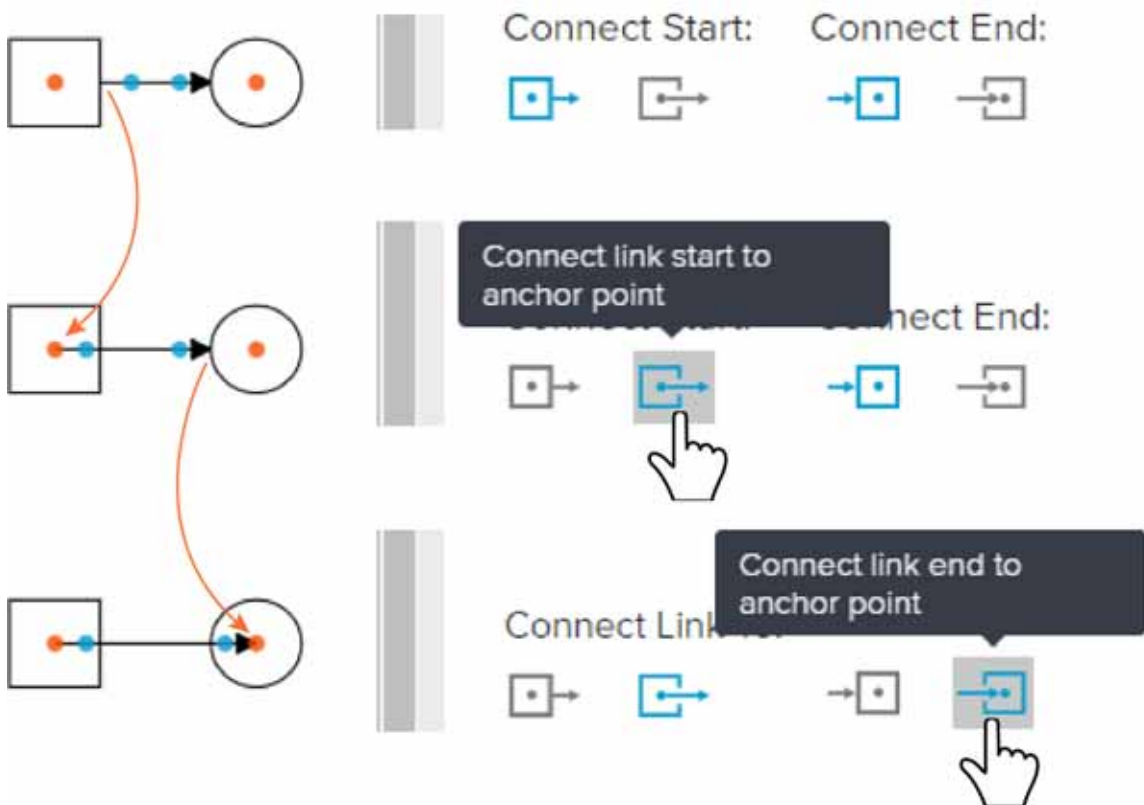 Connect Start: Connect End:
Connect link start to
anchor point
nnect End:
Connect link end to
anchor point
Connect Link